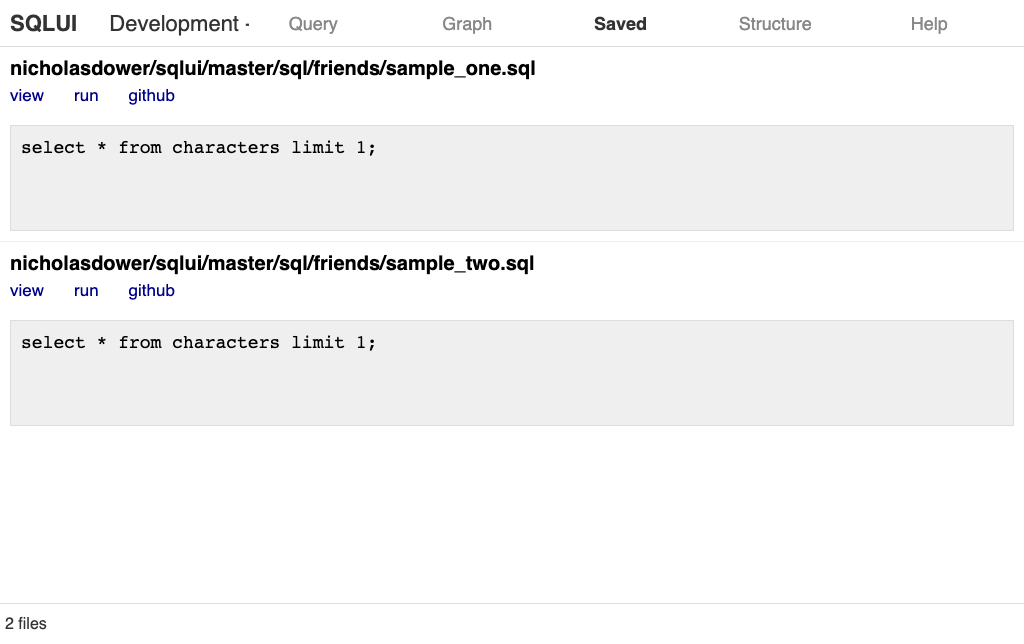 SQLUI Development · Query Graph Saved Structure Help
nicholasdower/sqlui/master/sql/friends/sample_one.sql
view run github
select * from characters limit 1;
nicholasdower/sqlui/master/sql/friends/sample_two.sql
view run github
select * from characters limit 1;
2 files